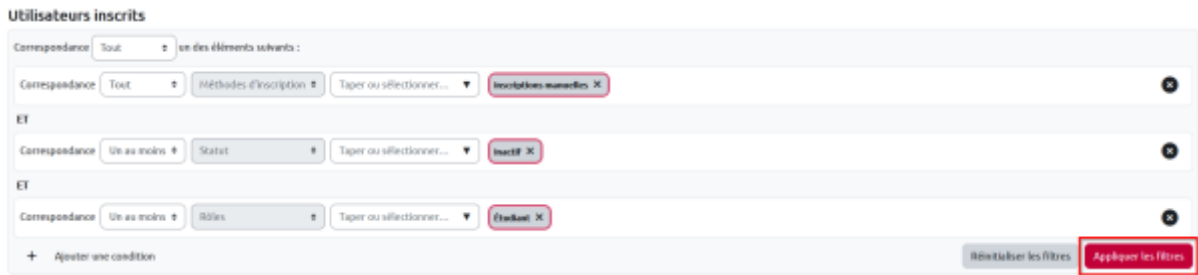 Utilisateurs inscrits
Correspondance Tout un des éléments suivants :
Correspondance Tout Méthodes d'inscription Taper ou sélectionner... ▼ Inscriptions manuelles ✕
ET
Correspondance Un au moins Statut Taper ou sélectionner... ▼ Inactif ✕
ET
Correspondance Un au moins Rôles Taper ou sélectionner... ▼ Étudiant ✕
+ Ajouter une condition Réinitialiser les filtres Appliquer les filtres